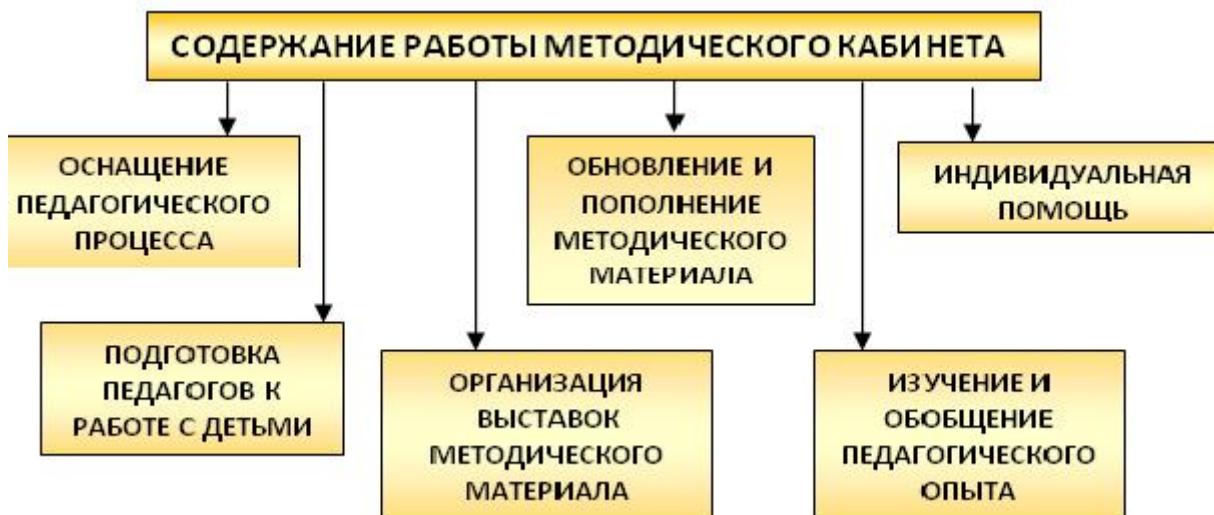 СОДЕРЖАНИЕ РАБОТЫ МЕТОДИЧЕСКОГО КАБИНЕТА
ОСНАЩЕНИЕ
ПЕДАГОГИЧЕСКОГО
ПРОЦЕССА
ОБНОВЛЕНИЕ И
ПОПОЛНЕНИЕ
МЕТОДИЧЕСКОГО
МАТЕРИАЛА
ИНДИВИДУАЛЬНАЯ
ПОМОЩЬ
ПОДГОТОВКА
ПЕДАГОГОВ К
РАБОТЕ С ДЕТЬМИ
ОРГАНИЗАЦИЯ
ВЫСТАВОК
МЕТОДИЧЕСКОГО
МАТЕРИАЛА
ИЗУЧЕНИЕ И
ОБОБЩЕНИЕ
ПЕДАГОГИЧЕСКОГО
ОПЫТА